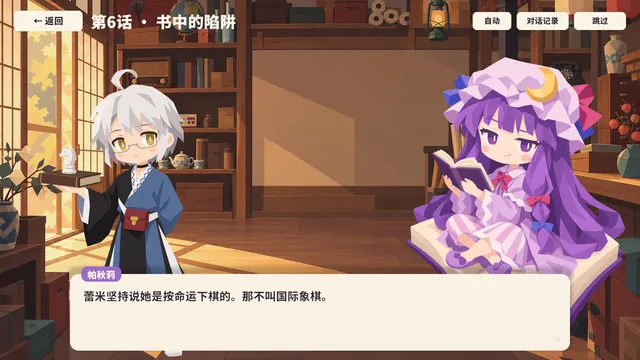 ← 返回
第6话 · 书中的陷阱
自动
对话记录
跳过
帕秋莉
蕾米坚持说她是按命运下棋的。那不叫国际象棋。